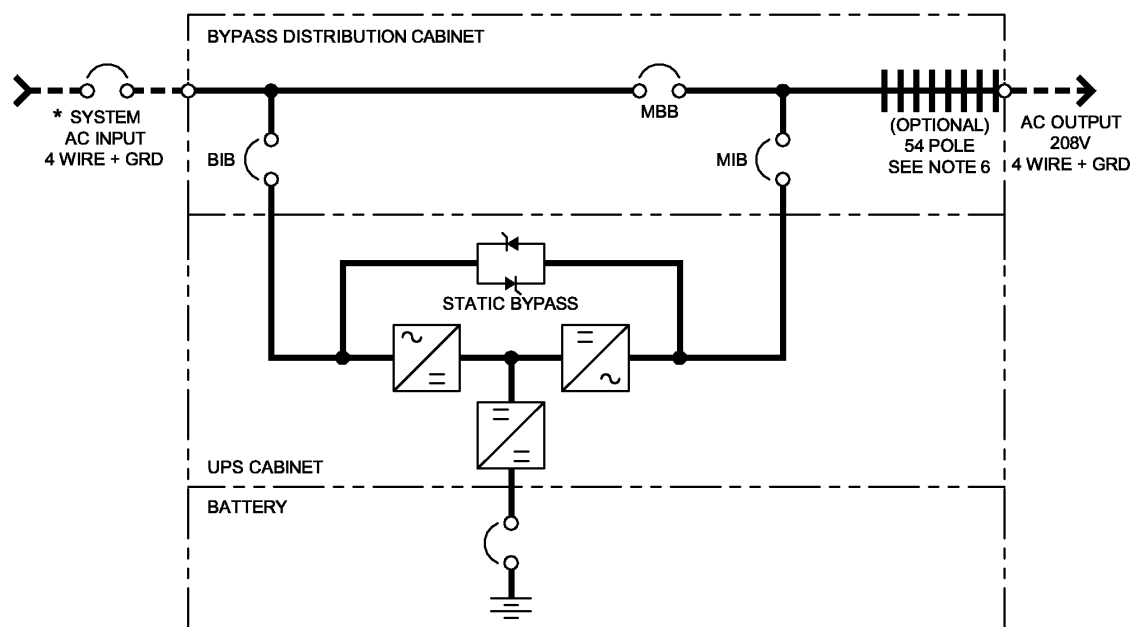 BYPASS DISTRIBUTION CABINET
* SYSTEM
AC INPUT
4 WIRE + GRD
BIB
MBB
MIB
(OPTIONAL)
54 POLE
SEE NOTE 6
AC OUTPUT
208V
4 WIRE + GRD
STATIC BYPASS
UPS CABINET
BATTERY